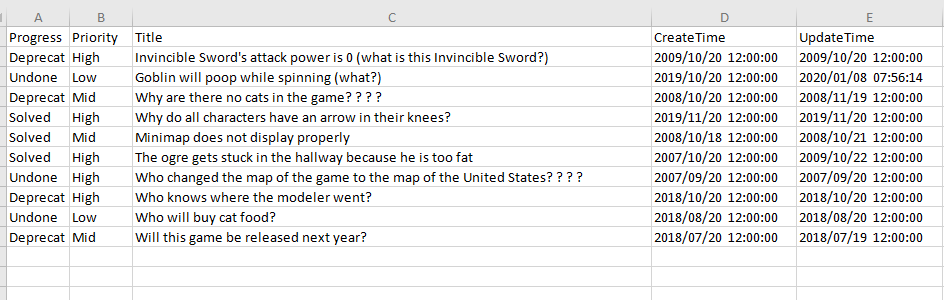 A B C D E
Progress Priority Title CreateTime UpdateTime
Deprecat High Invincible Sword's attack power is 0 (what is this Invincible Sword?) 2009/10/20 12:00:00 2009/10/20 12:00:00
Undone Low Goblin will poop while spinning (what?) 2019/10/20 12:00:00 2020/01/08 07:56:14
Deprecat Mid Why are there no cats in the game? ? ? ? 2008/10/20 12:00:00 2008/11/19 12:00:00
Solved High Why do all characters have an arrow in their knees? 2019/11/20 12:00:00 2019/11/20 12:00:00
Solved Mid Minimap does not display properly 2008/10/18 12:00:00 2008/10/21 12:00:00
Solved High The ogre gets stuck in the hallway because he is too fat 2007/10/20 12:00:00 2009/10/22 12:00:00
Undone High Who changed the map of the game to the map of the United States? ? ? ? 2007/09/20 12:00:00 2007/09/20 12:00:00
Deprecat High Who knows where the modeler went? 2018/10/20 12:00:00 2018/10/20 12:00:00
Undone Low Who will buy cat food? 2018/08/20 12:00:00 2018/08/20 12:00:00
Deprecat Mid Will this game be released next year? 2018/07/20 12:00:00 2018/07/19 12:00:00